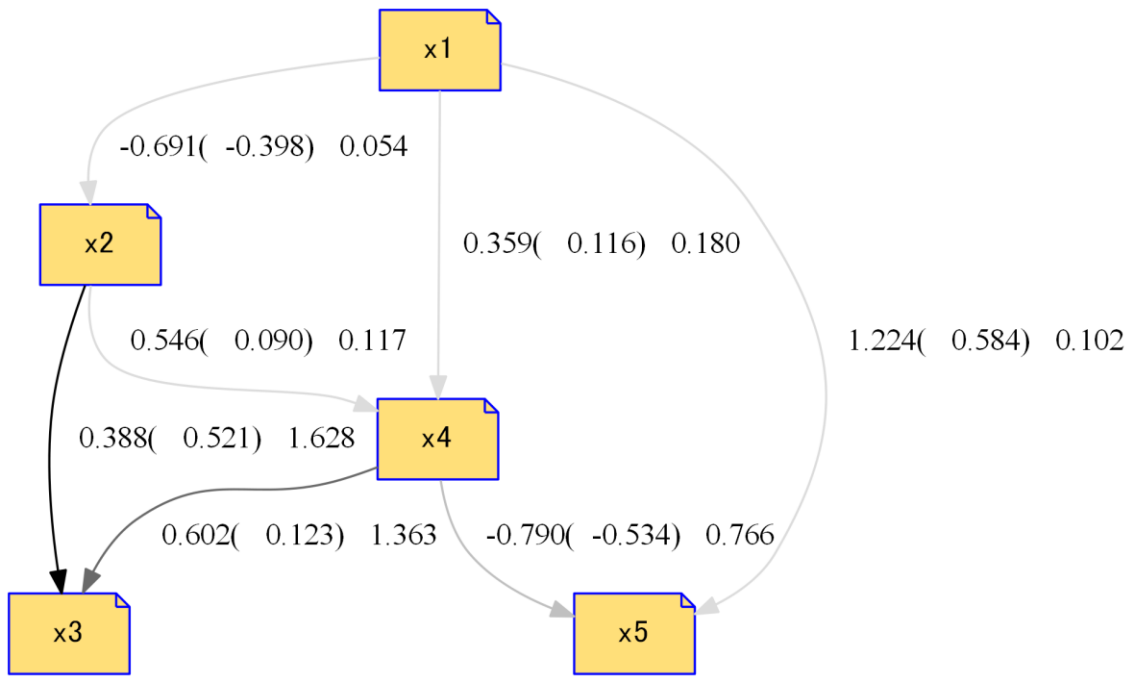 x1
-0.691( -0.398) 0.054
x2
0.359( 0.116) 0.180
0.546( 0.090) 0.117
1.224( 0.584) 0.102
x4
0.388( 0.521) 1.628
0.602( 0.123) 1.363
-0.790( -0.534) 0.766
x3
x5